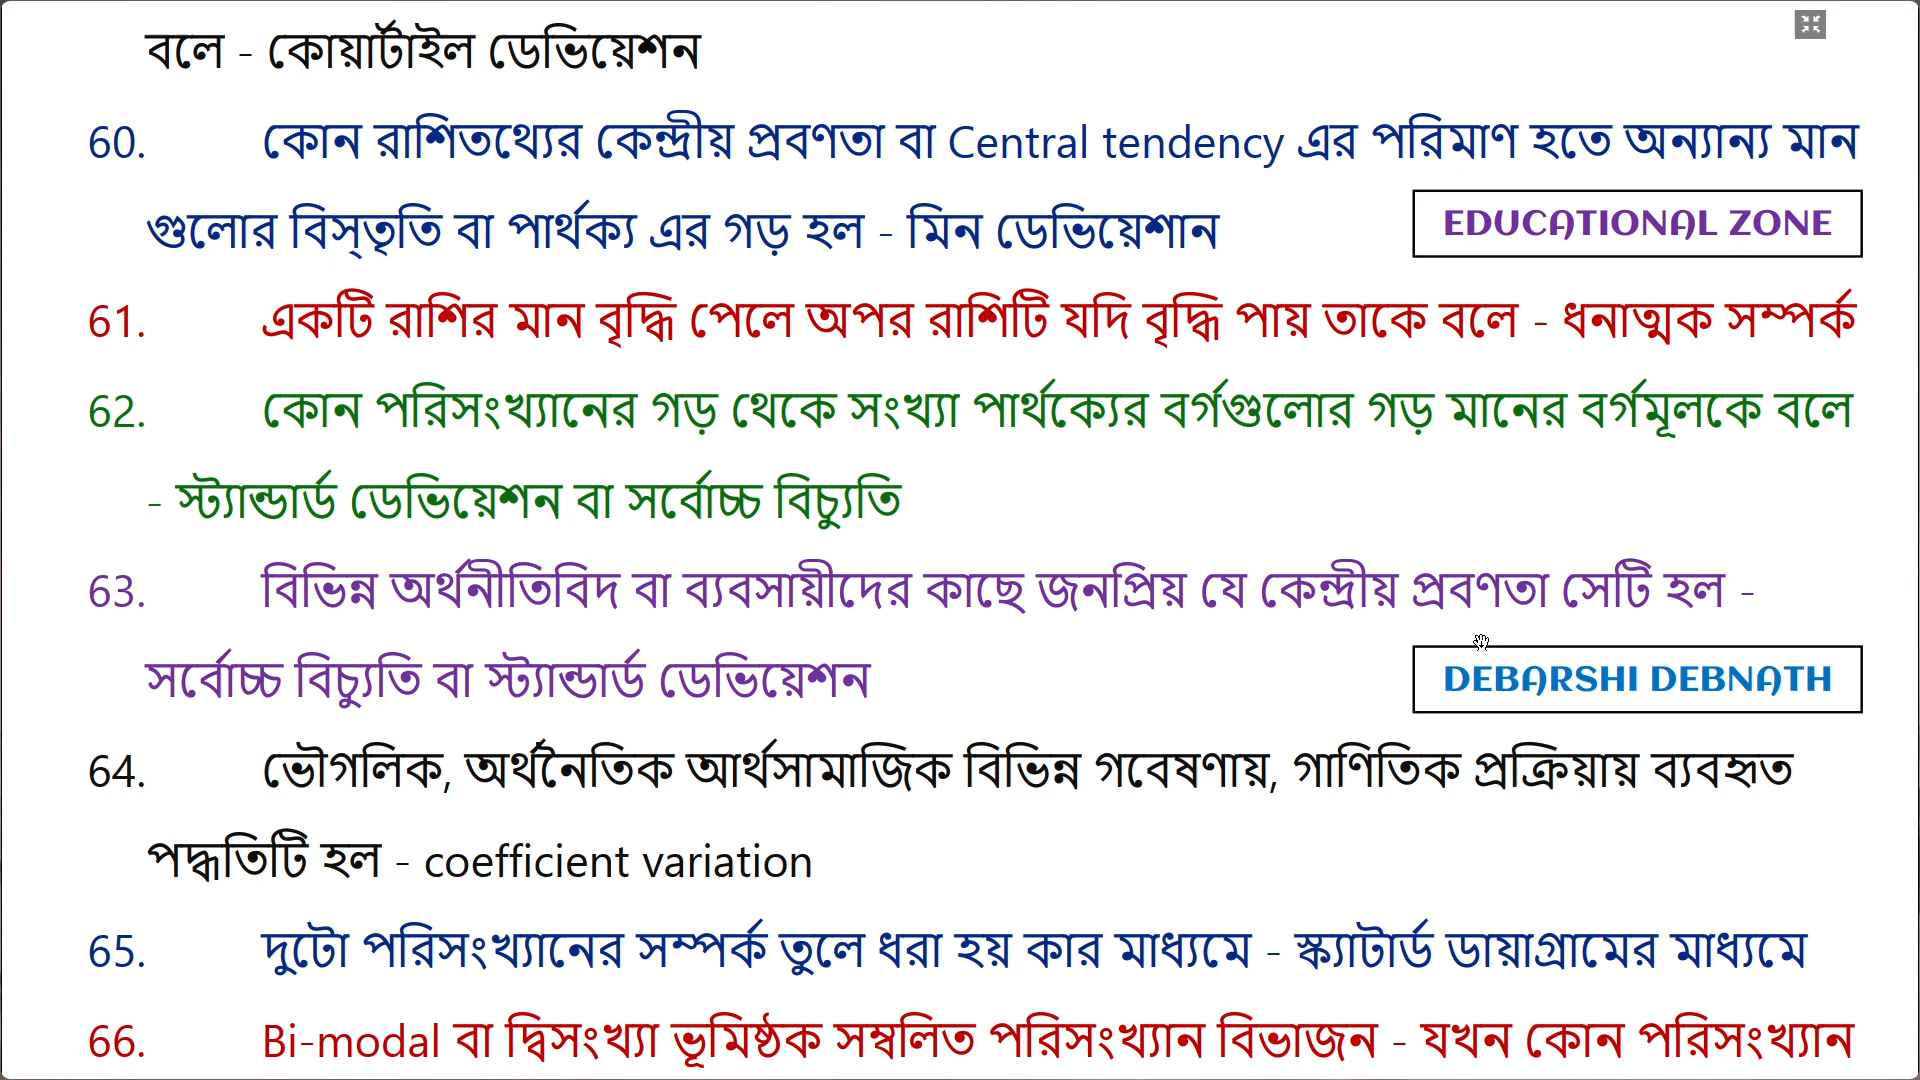 বলে - কোয়ার্টাইল ডেভিয়েশন
60. কোন রাশিতথ্যের কেন্দ্রীয় প্রবণতা বা Central tendency এর পরিমাণ হতে অন্যান্য মান
গুলোর বিস্তৃতি বা পার্থক্য এর গড় হল - মিন ডেভিয়েশান
EDUCATIONAL ZONE
61. একটি রাশির মান বৃদ্ধি পেলে অপর রাশিটি যদি বৃদ্ধি পায় তাকে বলে - ধনাত্মক সম্পর্ক
62. কোন পরিসংখ্যানের গড় থেকে সংখ্যা পার্থক্যের বর্গগুলোর গড় মানের বর্গমূলকে বলে
- স্ট্যান্ডার্ড ডেভিয়েশন বা সর্বোচ্চ বিচ্যুতি
63. বিভিন্ন অর্থনীতিবিদ বা ব্যবসায়ীদের কাছে জনপ্রিয় যে কেন্দ্রীয় প্রবণতা সেটি হল -
সর্বোচ্চ বিচ্যুতি বা স্ট্যান্ডার্ড ডেভিয়েশন
DEBARSHI DEBNATH
64. ভৌগলিক, অর্থনৈতিক আর্থসামাজিক বিভিন্ন গবেষণায়, গাণিতিক প্রক্রিয়ায় ব্যবহৃত
পদ্ধতিটি হল - coefficient variation
65. দুটো পরিসংখ্যানের সম্পর্ক তুলে ধরা হয় কার মাধ্যমে - স্ক্যাটার্ড ডায়াগ্রামের মাধ্যমে
66. Bi-modal বা দ্বিসংখ্যা ভূমিষ্ঠক সম্বলিত পরিসংখ্যান বিভাজন - যখন কোন পরিসংখ্যান